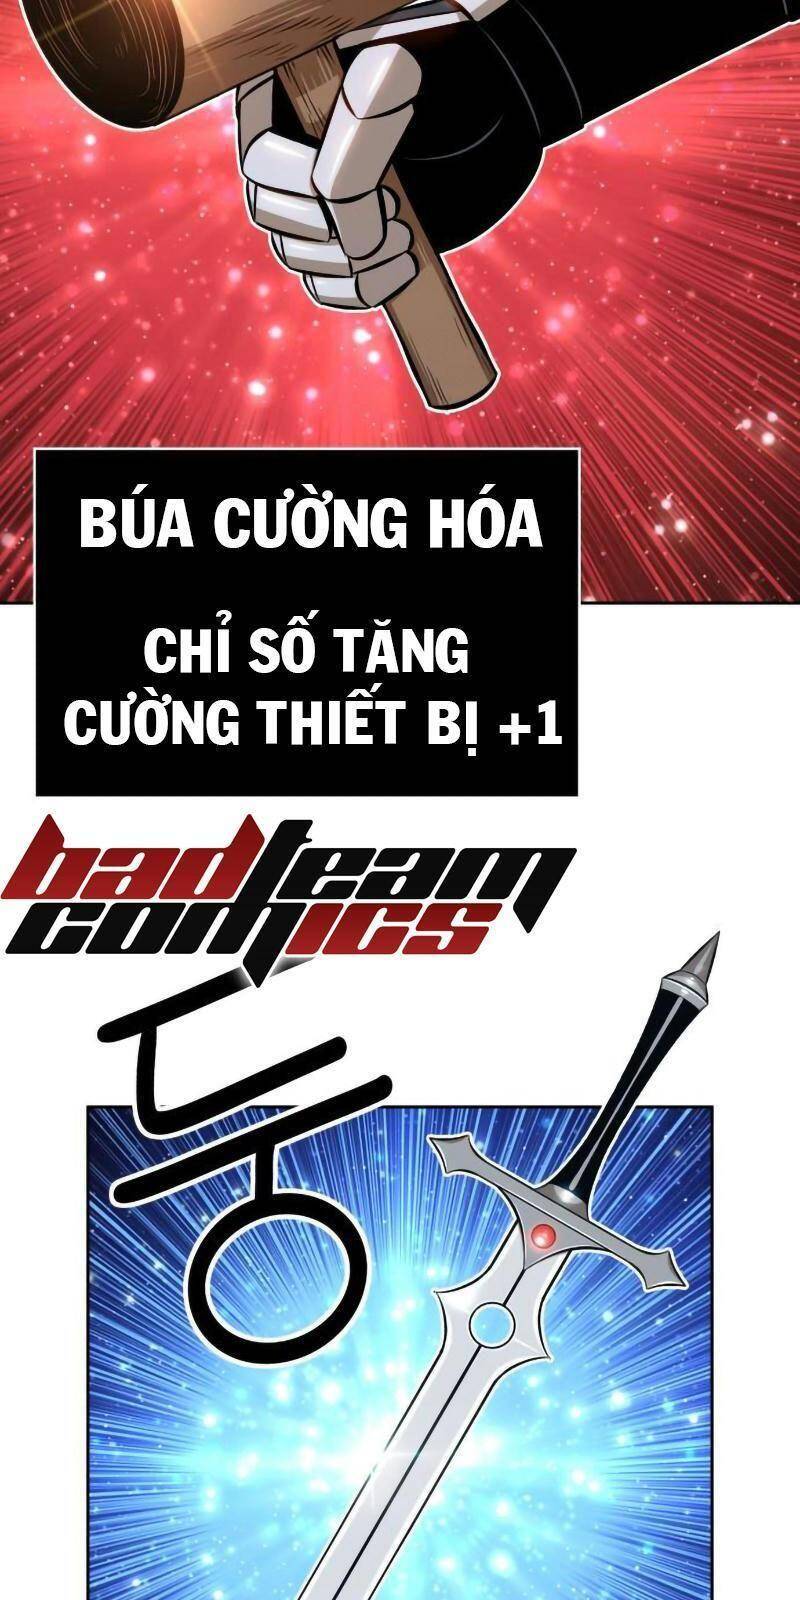 BÚA CƯỜNG HÓA
CHỈ SỐ TĂNG
CƯỜNG THIẾT BỊ +1
badteam
comics
둥